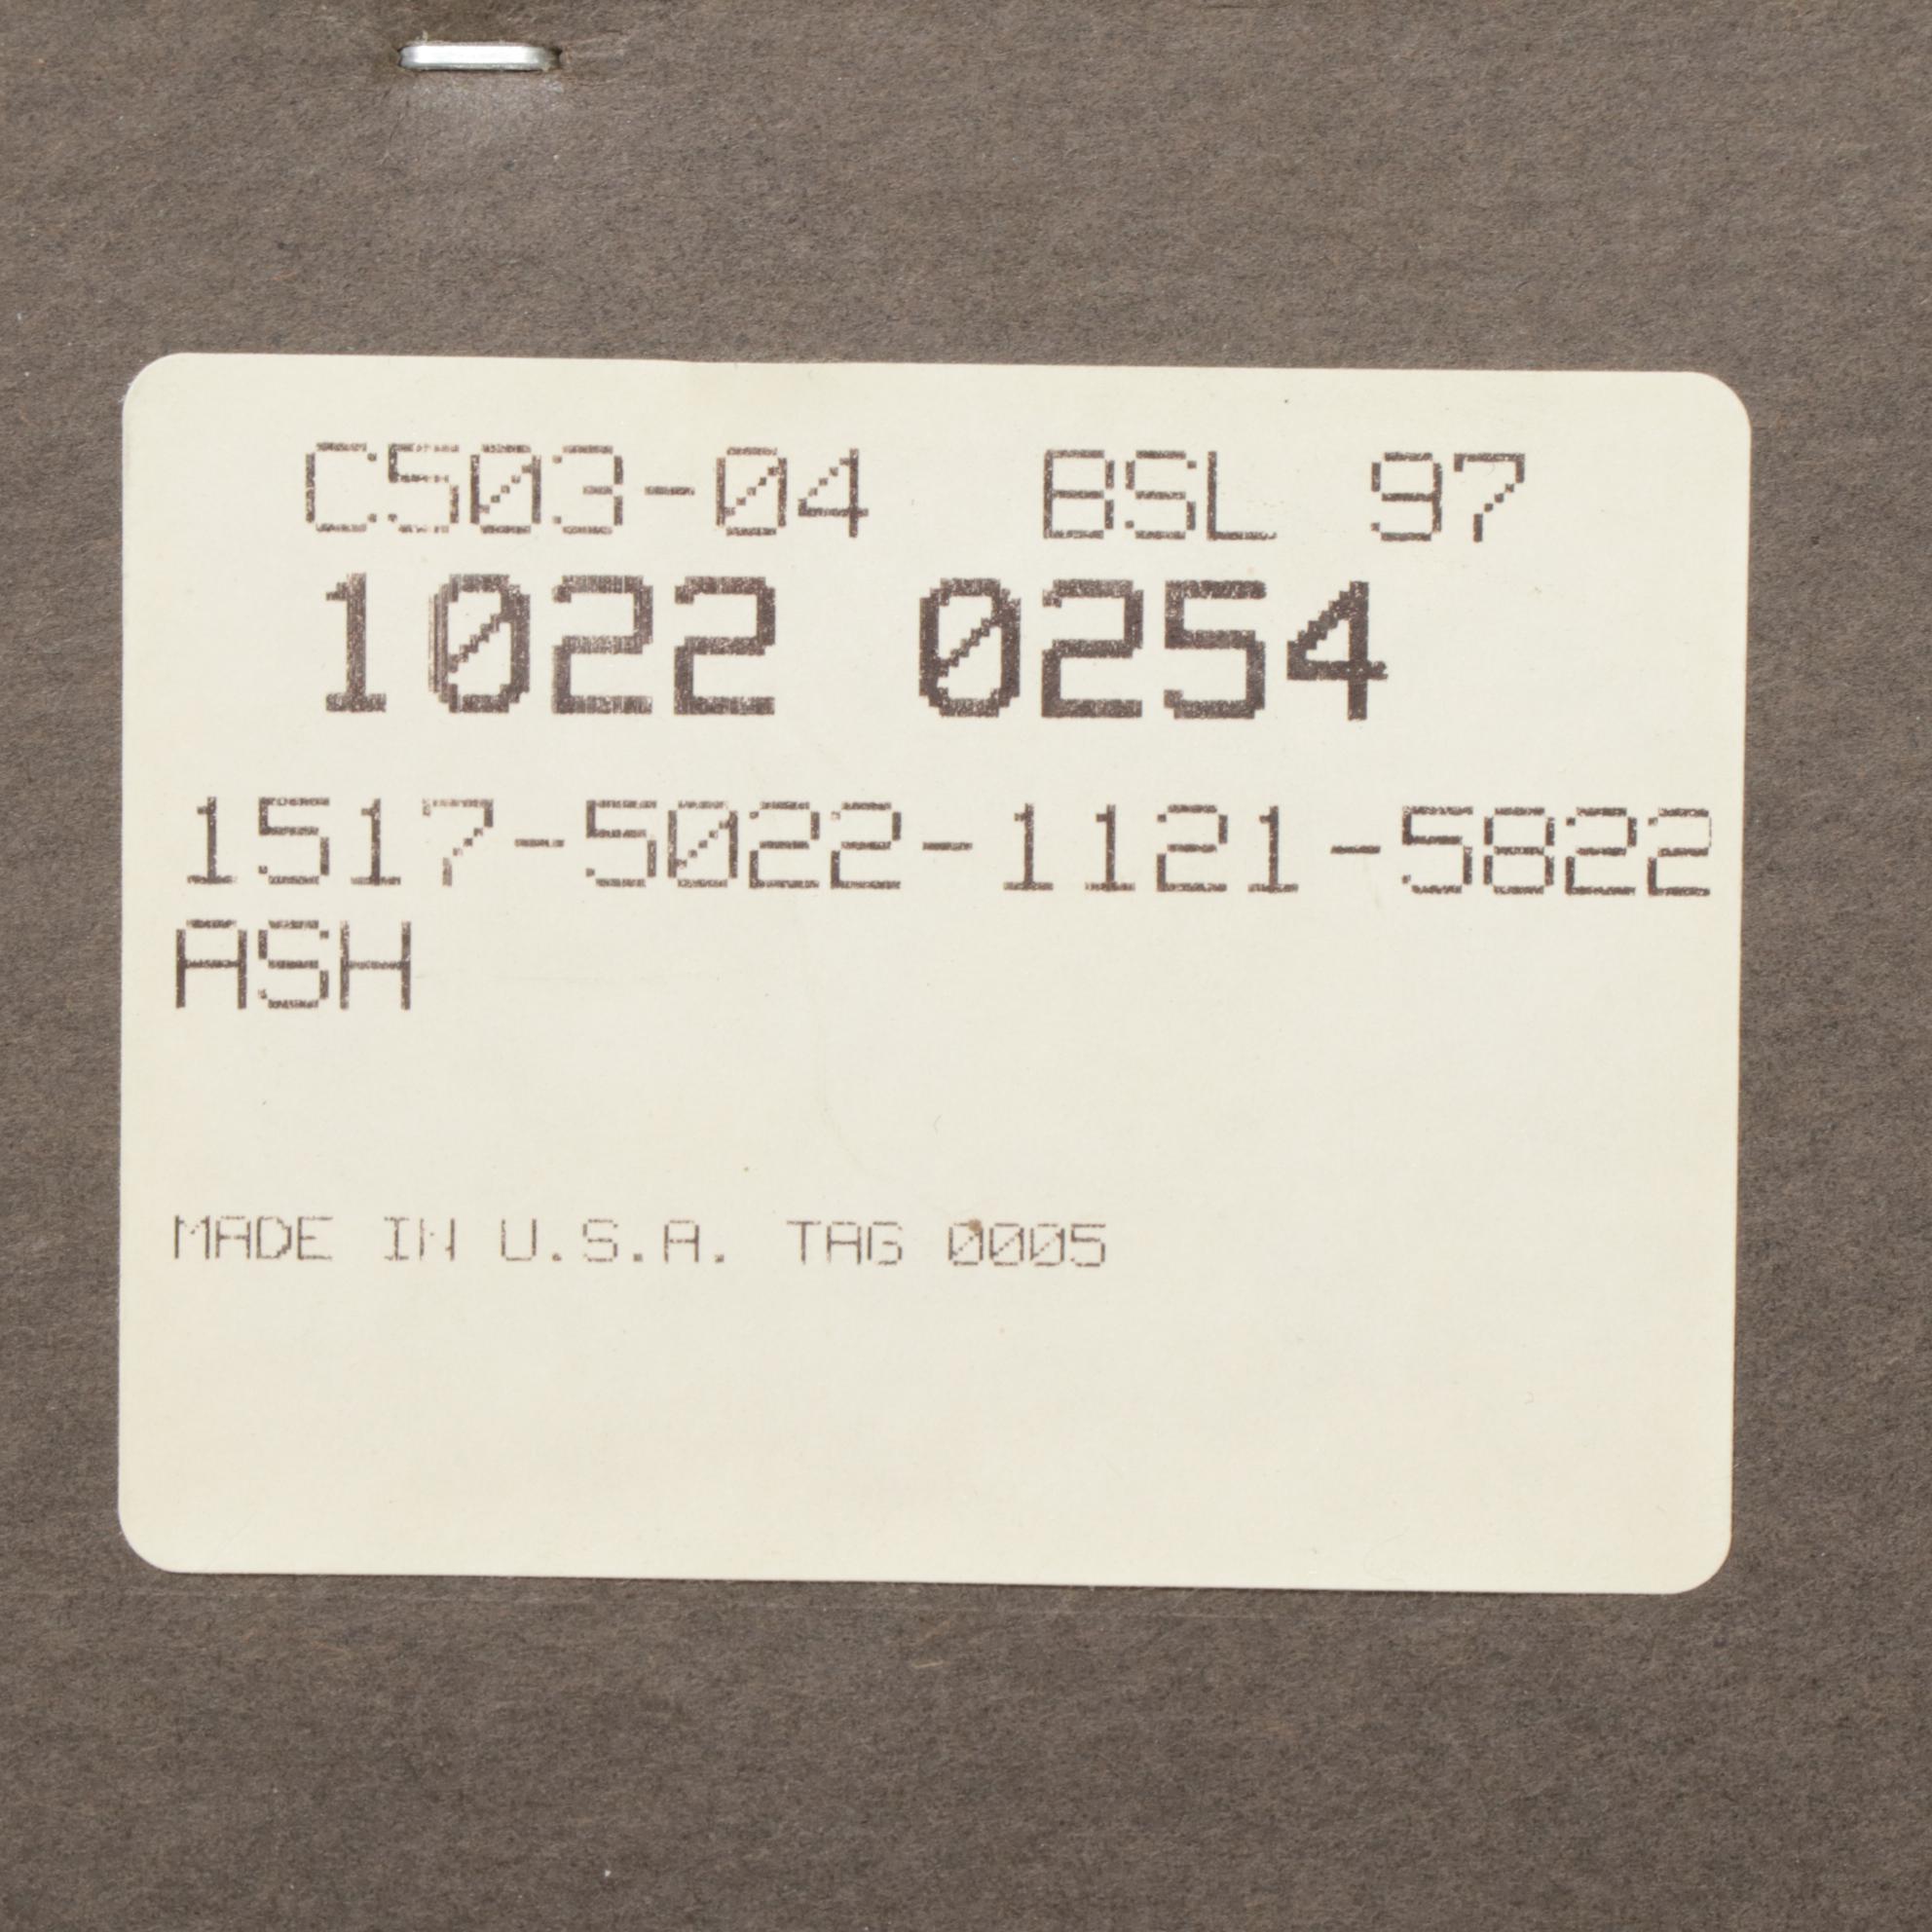 C503-04 BSL 97
1022 0254
1517-5022-1121-5822
ASH
MADE IN U.S.A. TAG 0005